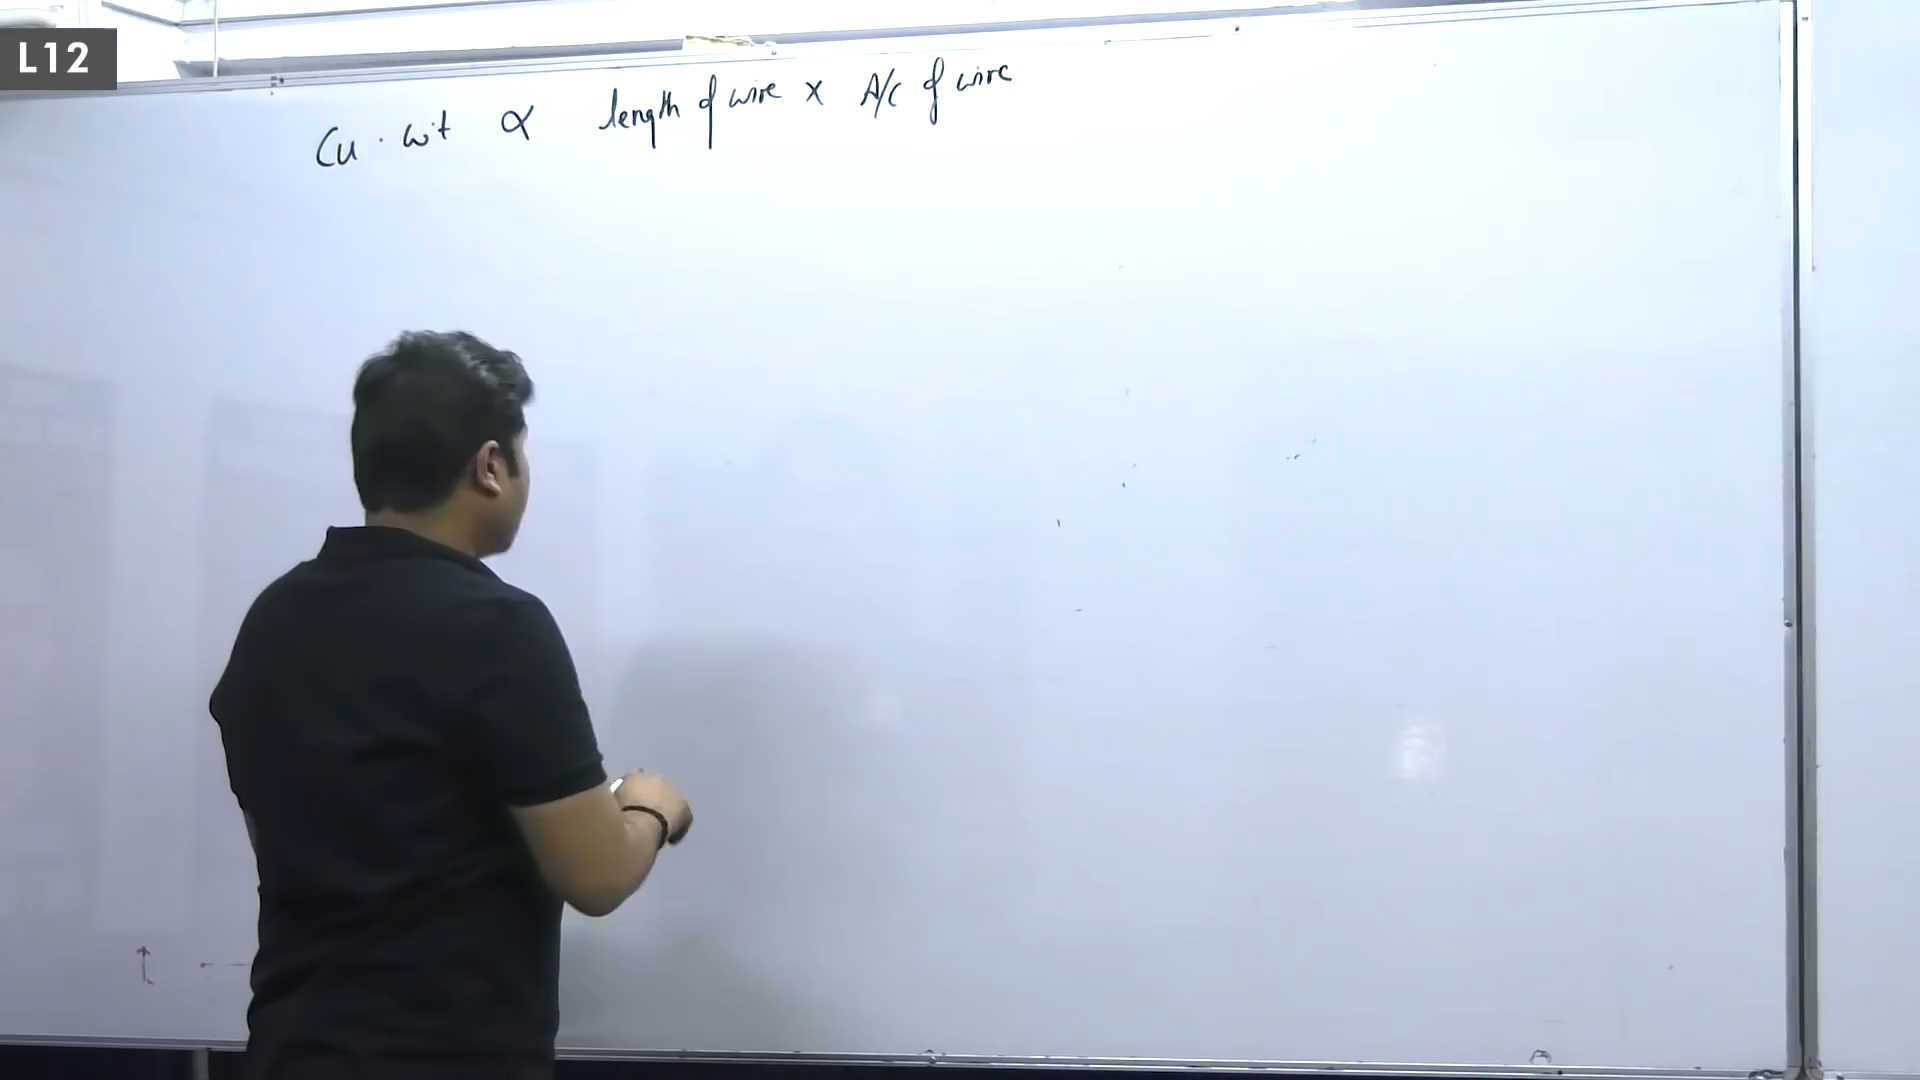 L12
Cu. wt ∝ length of wire x A/C of wire